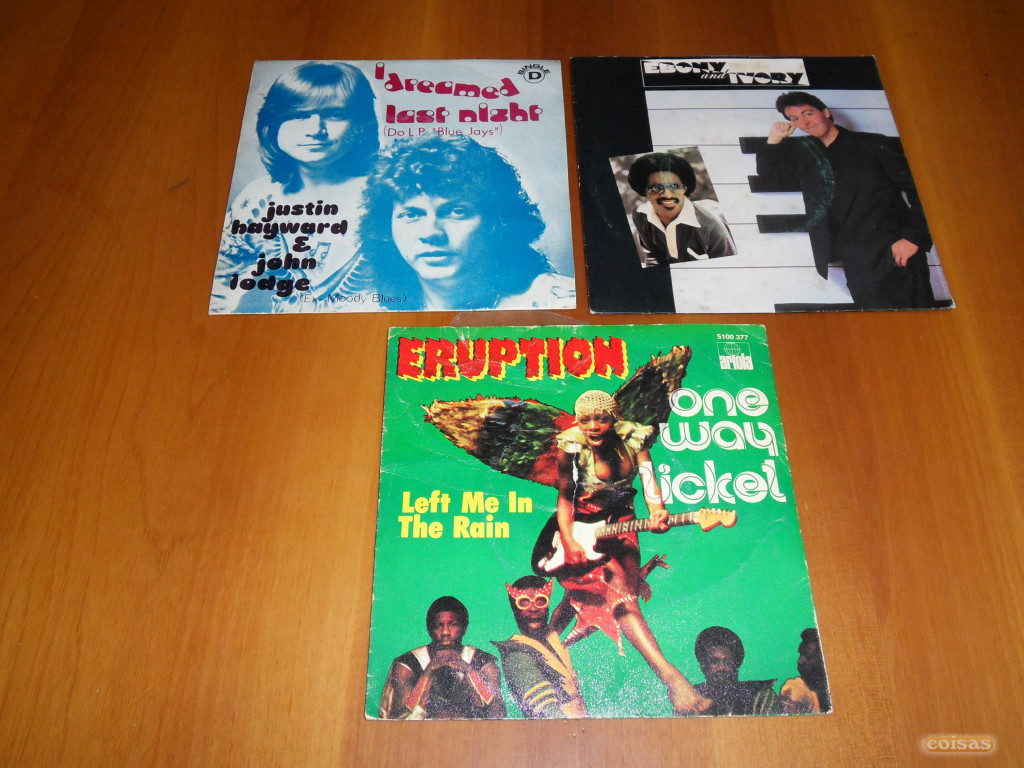 SINGLE
D
i dreamed
last night
(Do L.P. "Blue Jays")
justin
hayward
&
john
lodge
(Ex. Moody Blues)
EBONY
and IVORY
ERUPTION
5100 377
ariola
one
way
ticket
Left Me In
The Rain
coisas